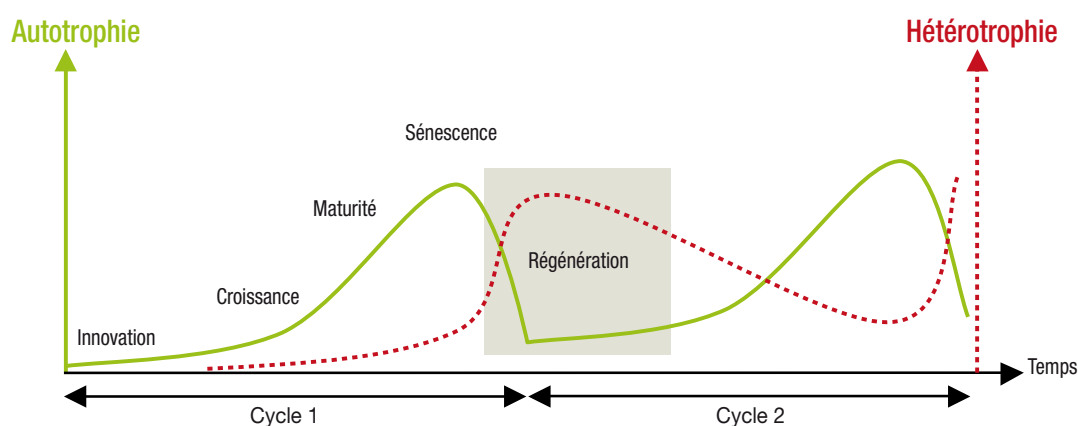 Autotrophie
Hétérotrophie
Sénescence
Maturité
Régénération
Croissance
Innovation
Temps
Cycle 1
Cycle 2